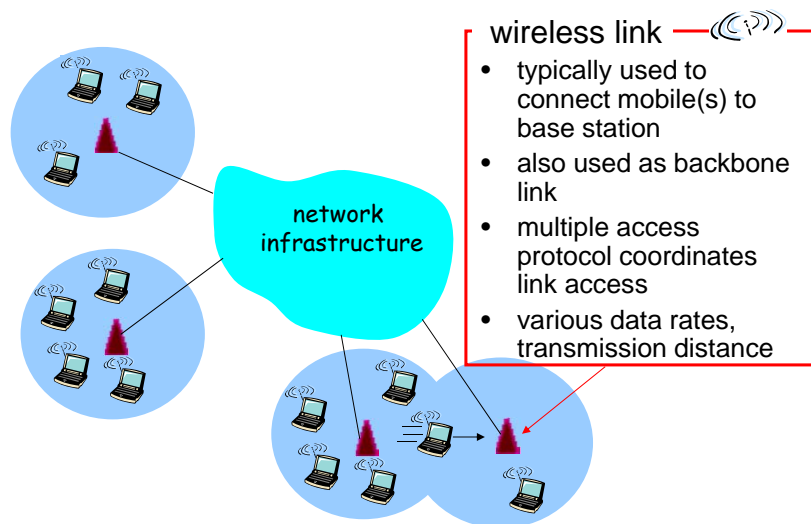 wireless link
• typically used to
connect mobile(s) to
base station
• also used as backbone
link
• multiple access
protocol coordinates
link access
• various data rates,
transmission distance
network
infrastructure